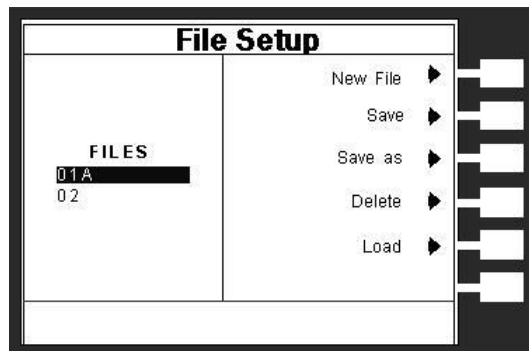 File Setup
FILES
01A
02
New File
Save
Save as
Delete
Load